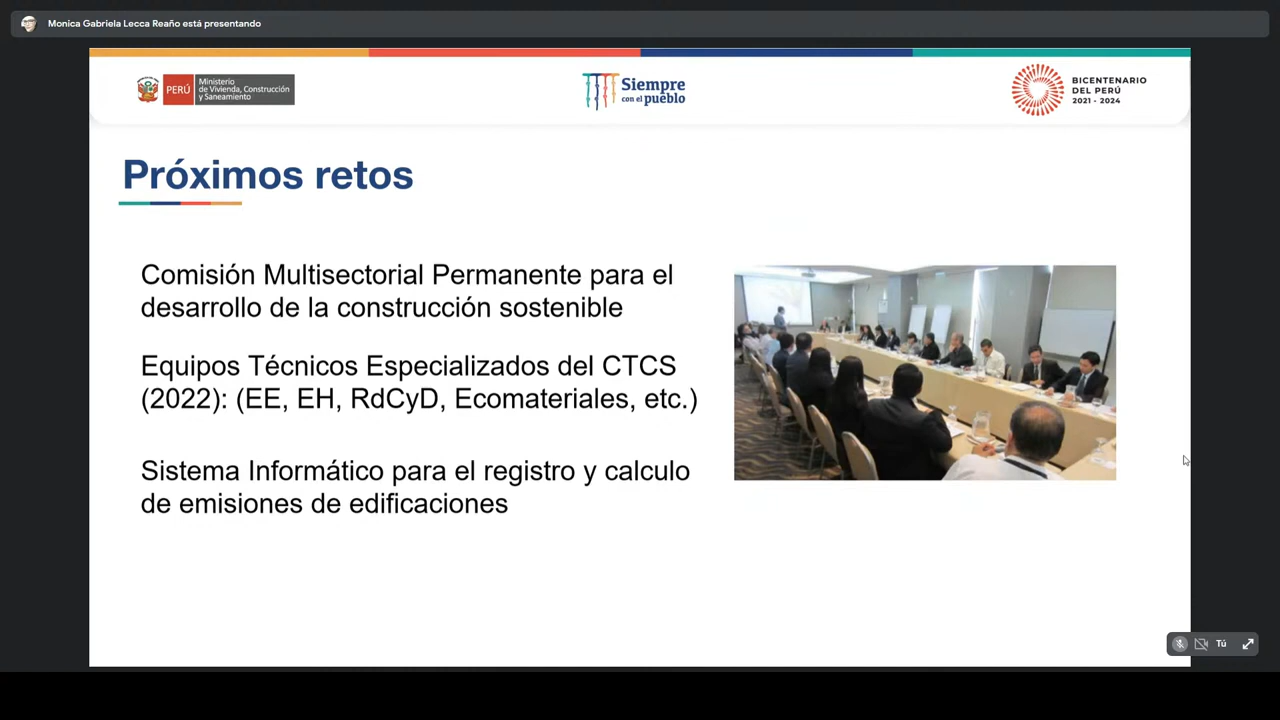 Monica Gabriela Lecca Reaño está presentando
PERÚ
Ministerio
de Vivienda, Construcción
y Saneamiento
Siempre
con el pueblo
BICENTENARIO
DEL PERÚ
2021 - 2024
Próximos retos
Comisión Multisectorial Permanente para el
desarrollo de la construcción sostenible
Equipos Técnicos Especializados del CTCS
(2022): (EE, EH, RdCyD, Ecomateriales, etc.)
Sistema Informático para el registro y calculo
de emisiones de edificaciones
Tú